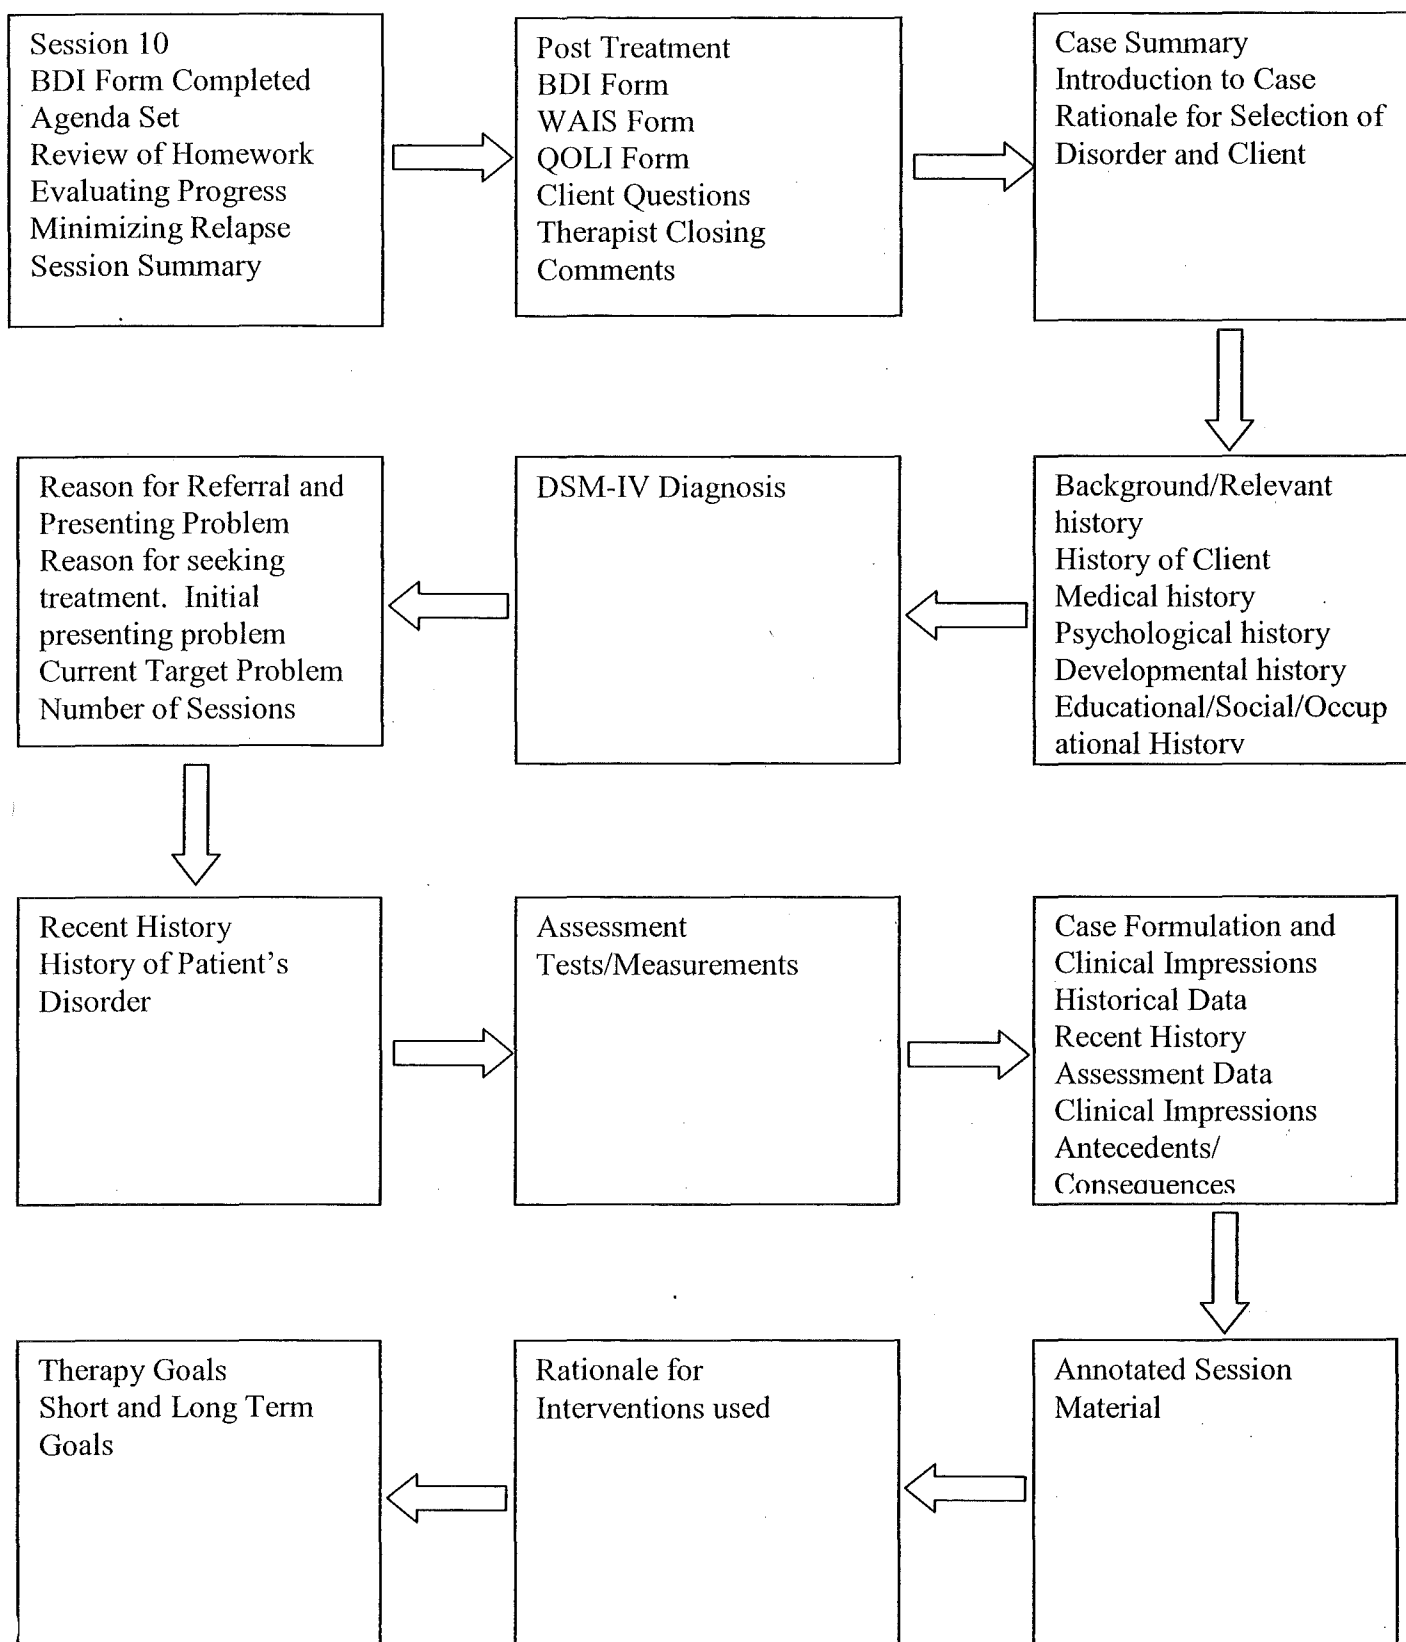 Session 10
BDI Form Completed
Agenda Set
Review of Homework
Evaluating Progress
Minimizing Relapse
Session Summary
Post Treatment
BDI Form
WAIS Form
QOLI Form
Client Questions
Therapist Closing
Comments
Case Summary
Introduction to Case
Rationale for Selection of
Disorder and Client
Background/Relevant
history
History of Client
Medical history
Psychological history
Developmental history
Educational/Social/Occup
ational History
DSM-IV Diagnosis
Reason for Referral and
Presenting Problem
Reason for seeking
treatment.  Initial
presenting problem
Current Target Problem
Number of Sessions
Recent History
History of Patient's
Disorder
Assessment
Tests/Measurements
Case Formulation and
Clinical Impressions
Historical Data
Recent History
Assessment Data
Clinical Impressions
Antecedents/
Consequences
Annotated Session
Material
Rationale for
Interventions used
Therapy Goals
Short and Long Term
Goals